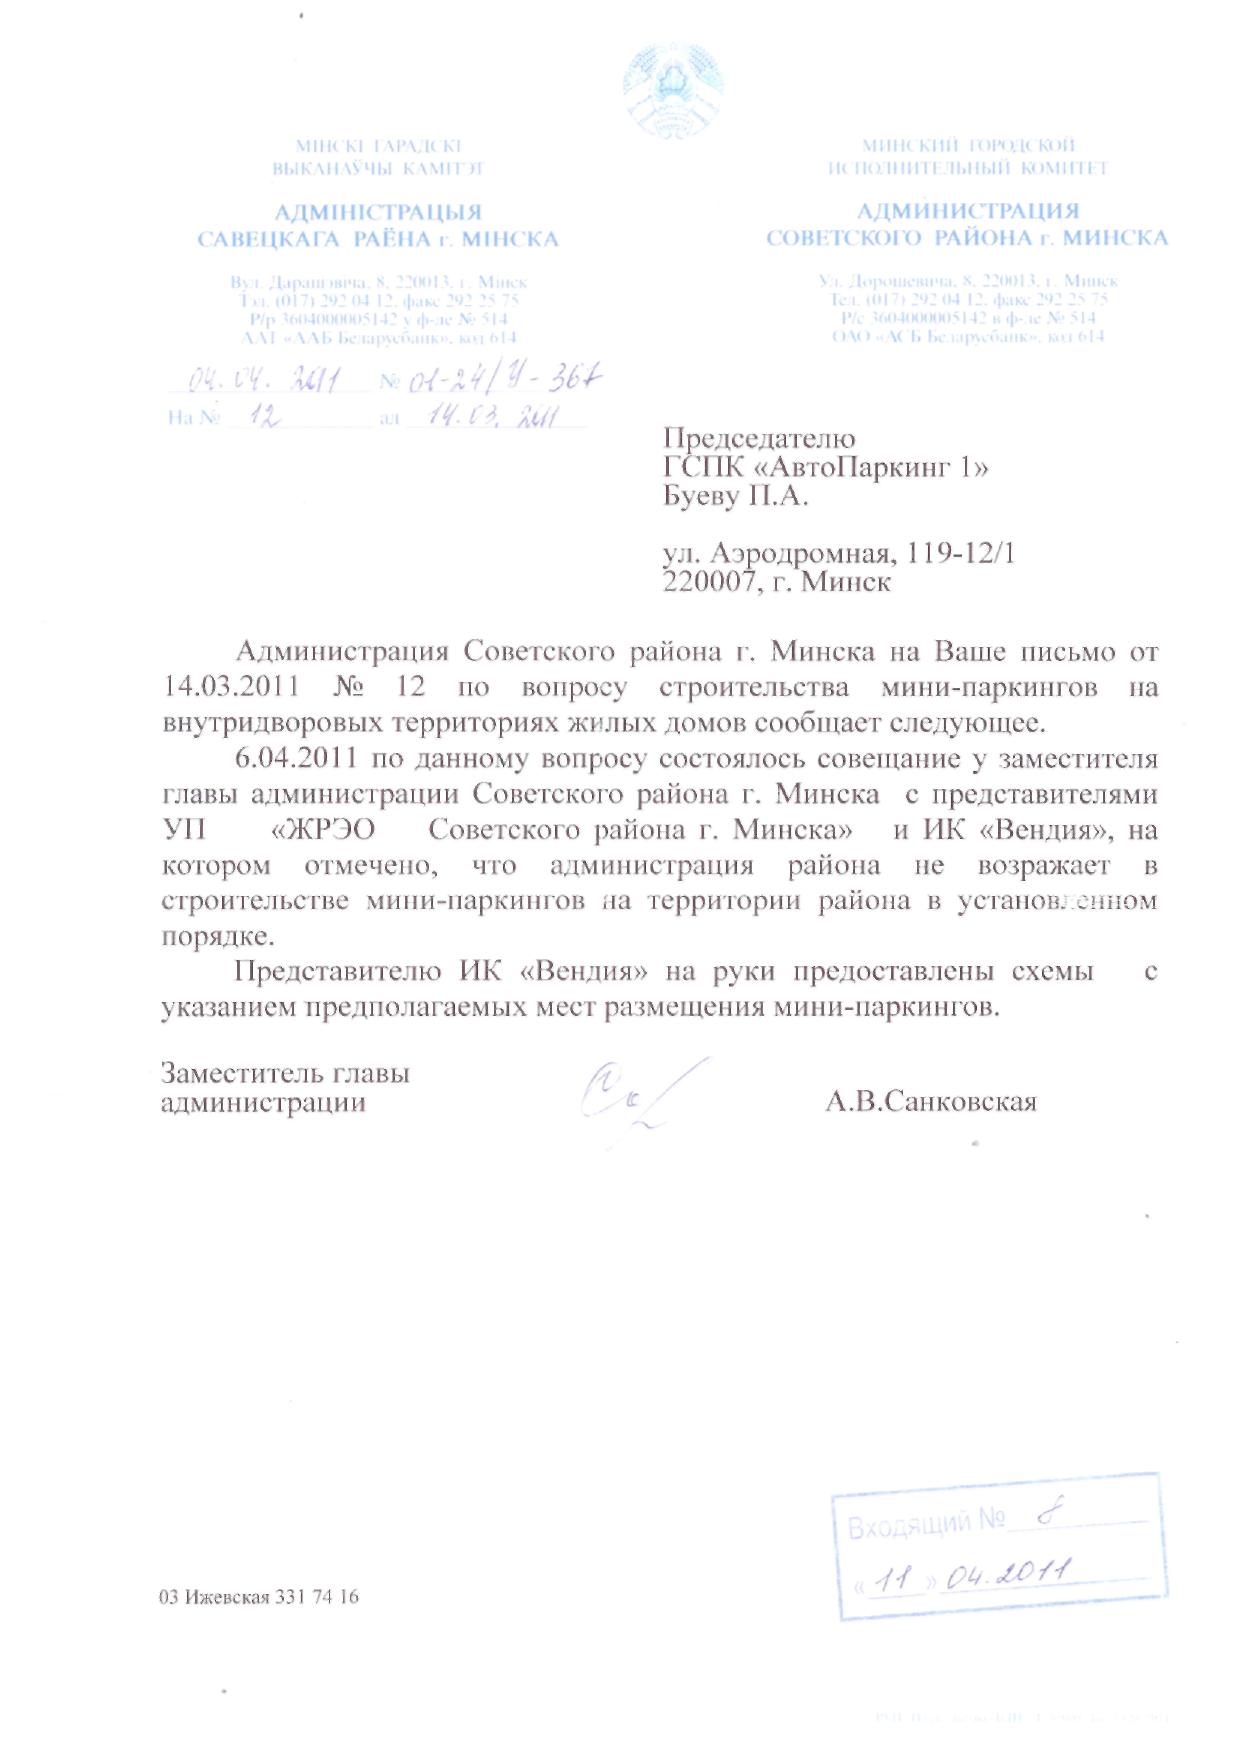 МІНСКІ ГАРАДСКІ
ВЫКАНАЎЧЫ КАМІТЭТ
АДМІНІСТРАЦЫЯ
САВЕЦКАГА РАЁНА г. МІНСКА
Вул. Дарашэвіча, 8, 220013, г. Мінск
Тэл. (017) 292 04 12, факс 292 25 75
Р/р 3604000005142 у ф-ле № 514
ААТ «ААБ Беларусбанк», код 614
МИНСКИЙ ГОРОДСКОЙ
ИСПОЛНИТЕЛЬНЫЙ КОМИТЕТ
АДМИНИСТРАЦИЯ
СОВЕТСКОГО РАЙОНА г. МИНСКА
Ул. Дорошевича, 8, 220013, г. Минск
Тел. (017) 292 04 12, факс 292 25 75
Р/с 3604000005142 в ф-ле № 514
ОАО «АСБ Беларусбанк», код 614
04.04. 2011 № 01-24/У-367
На № 12 ад 14.03. 2011
Председателю
ГСПК «АвтоПаркинг 1»
Буеву П.А.
ул. Аэродромная, 119-12/1
220007, г. Минск
Администрация Советского района г. Минска на Ваше письмо от
14.03.2011 № 12 по вопросу строительства мини-паркингов на
внутридворовых территориях жилых домов сообщает следующее.
6.04.2011 по данному вопросу состоялось совещание у заместителя
главы администрации Советского района г. Минска с представителями
УП «ЖРЭО Советского района г. Минска» и ИК «Вендия», на
котором отмечено, что администрация района не возражает в
строительстве мини-паркингов на территории района в установленном
порядке.
Представителю ИК «Вендия» на руки предоставлены схемы с
указанием предполагаемых мест размещения мини-паркингов.
Заместитель главы
администрации А.В.Санковская
Входящий № 8
«11» 04.2011
03 Ижевская 331 74 16